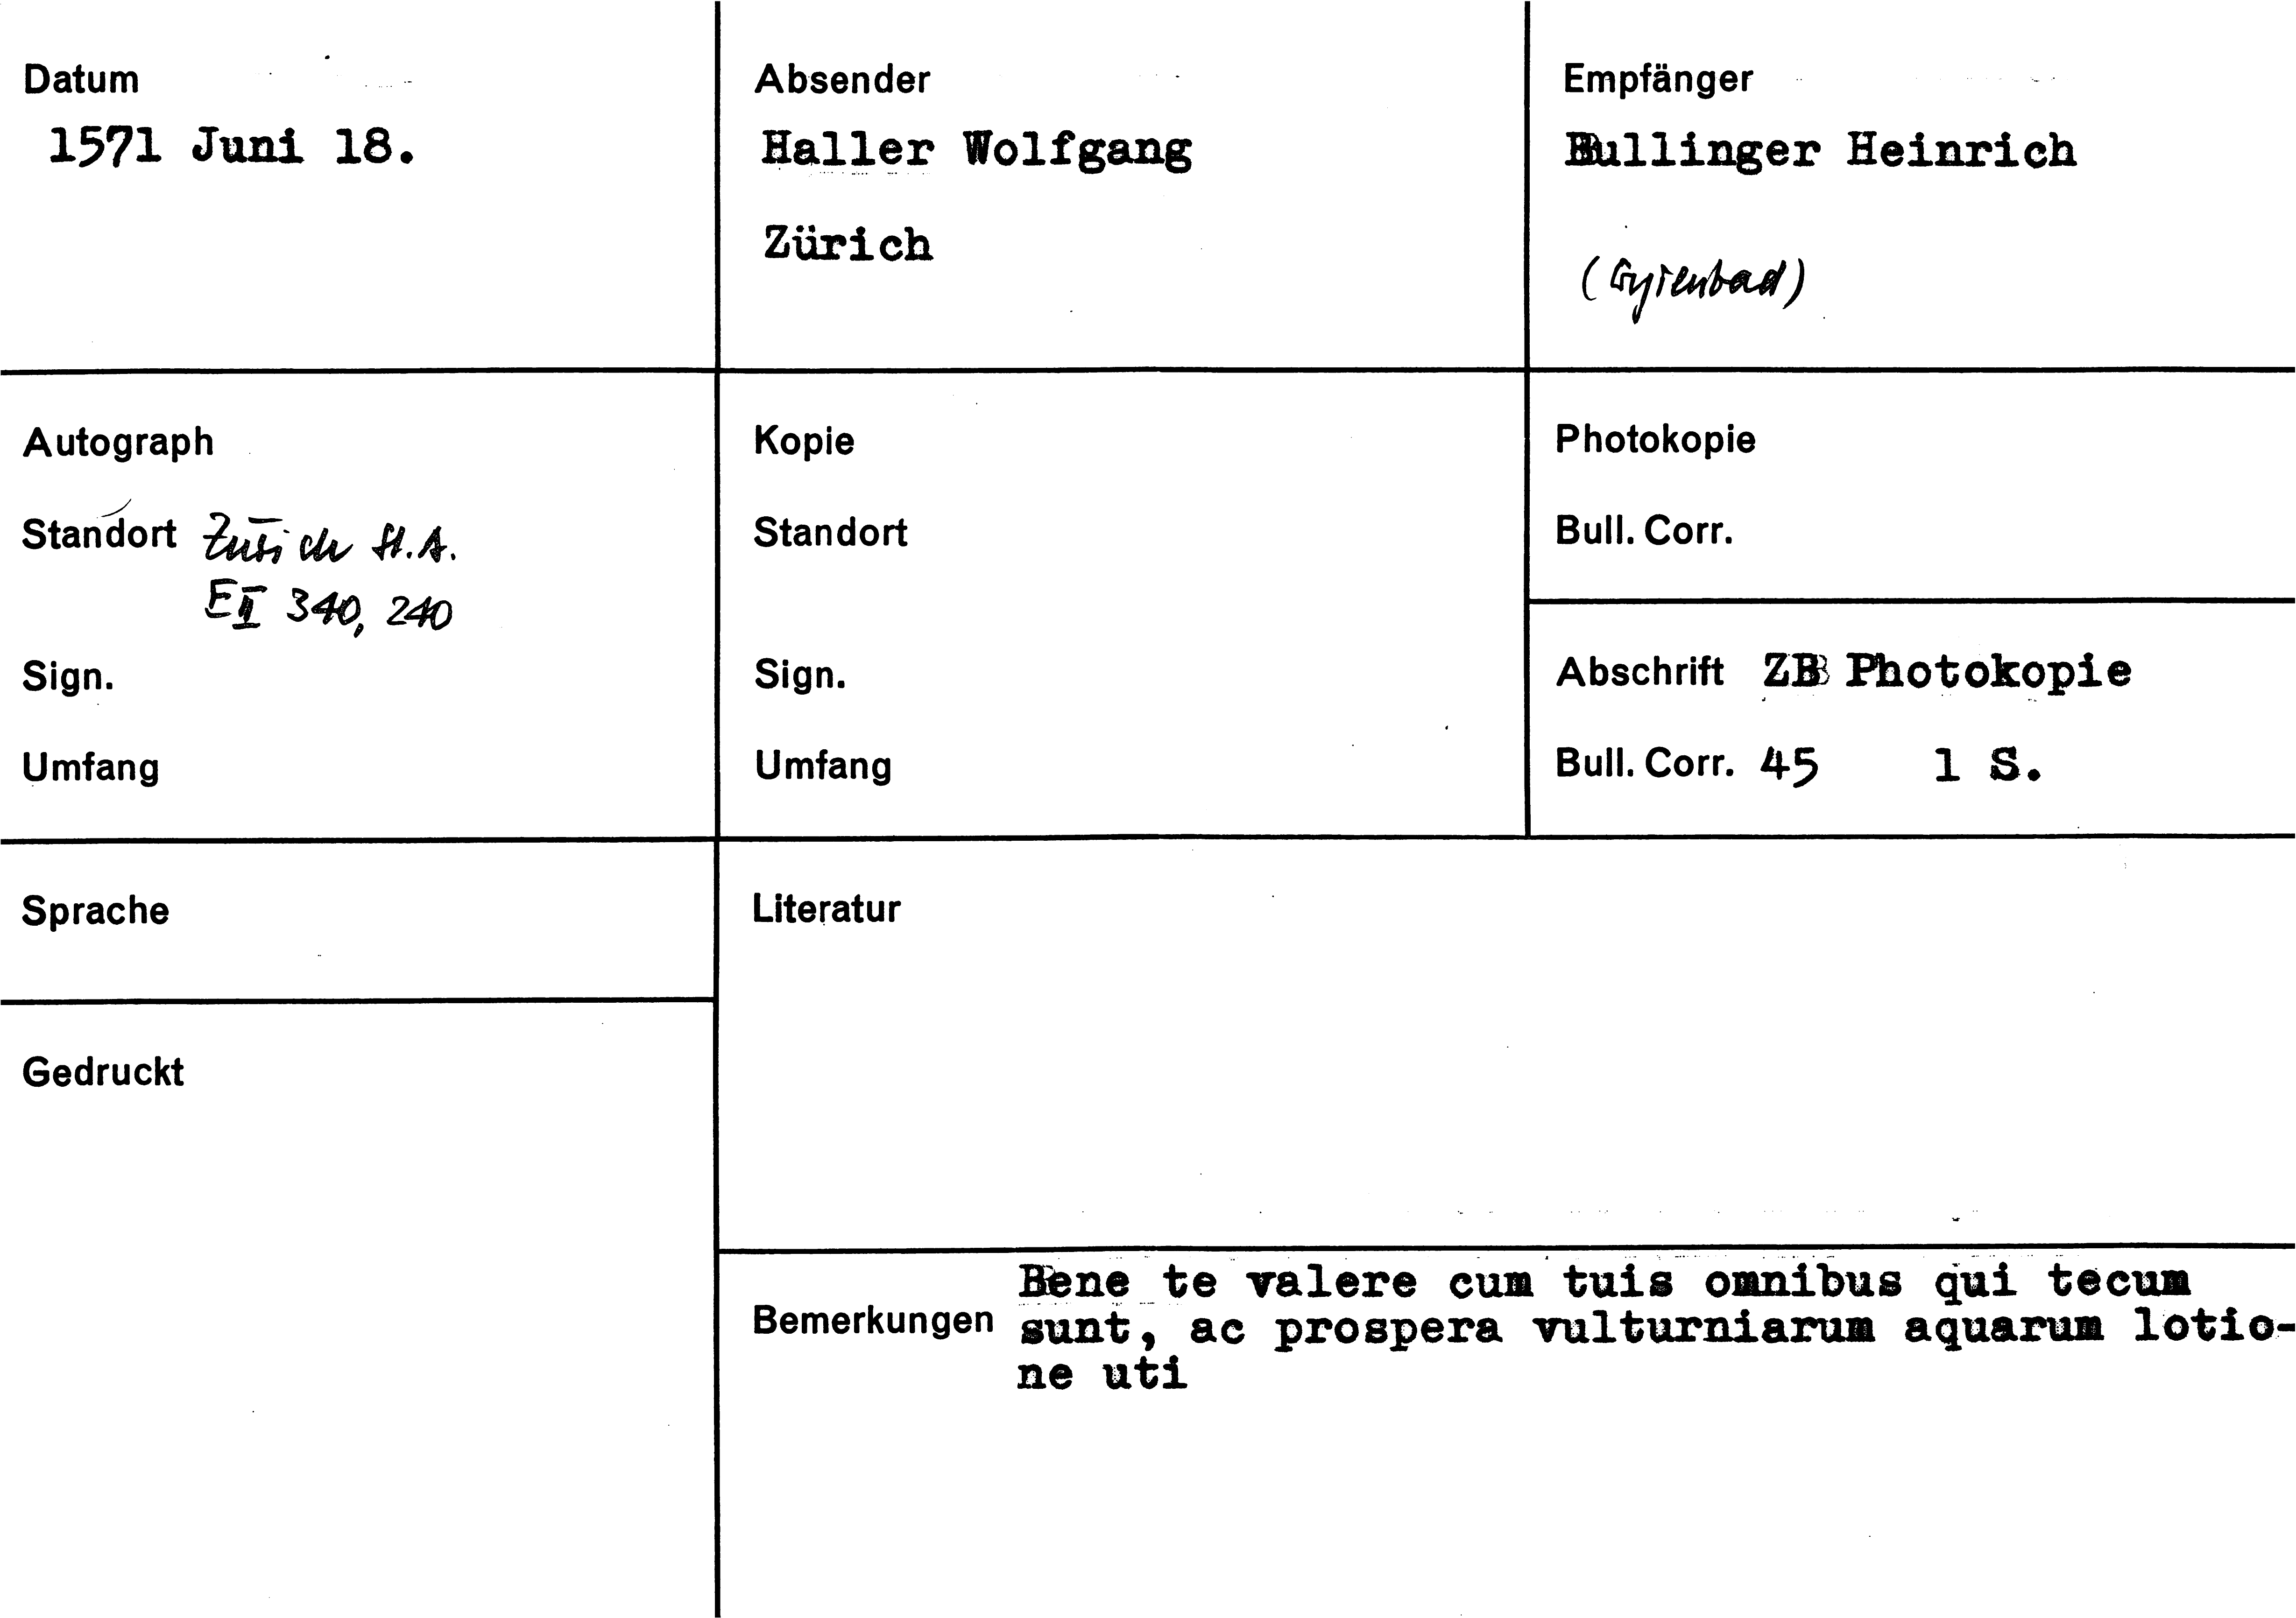 Datum
1571 Juni 18.
Absender
Haller Wolfgang
Zürich
Empfänger
Bullinger Heinrich
(Gyrenbad)
Autograph
Standort Zürich St.A.
E II 340, 240
Sign.
Umfang
Kopie
Standort
Sign.
Umfang
Photokopie
Bull. Corr.
Abschrift ZB Photokopie
Bull. Corr. 45 1 S.
Sprache
Gedruckt
Literatur
Bemerkungen
Bene te valere cum tuis omnibus qui tecum
sunt, ac prospera vulturniarum aquarum lotio-
ne uti